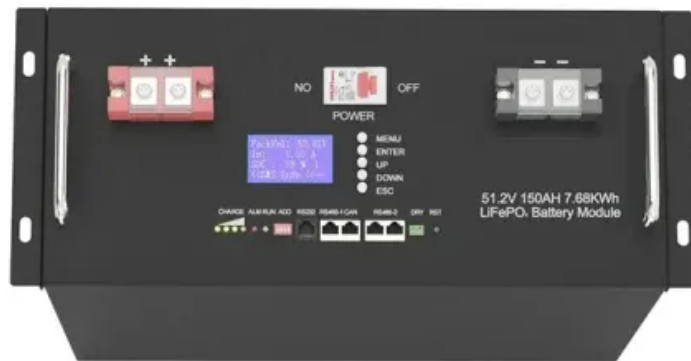 + +
- -
NO
OFF
POWER
MENU
ENTER
UP
DOWN
ESC
51.2V 150AH 7.68KWh
LiFePO₄ Battery Module
CHARGE ALM RUN ADD RS232 RS485-1 CAN RS485-2 DRY RST